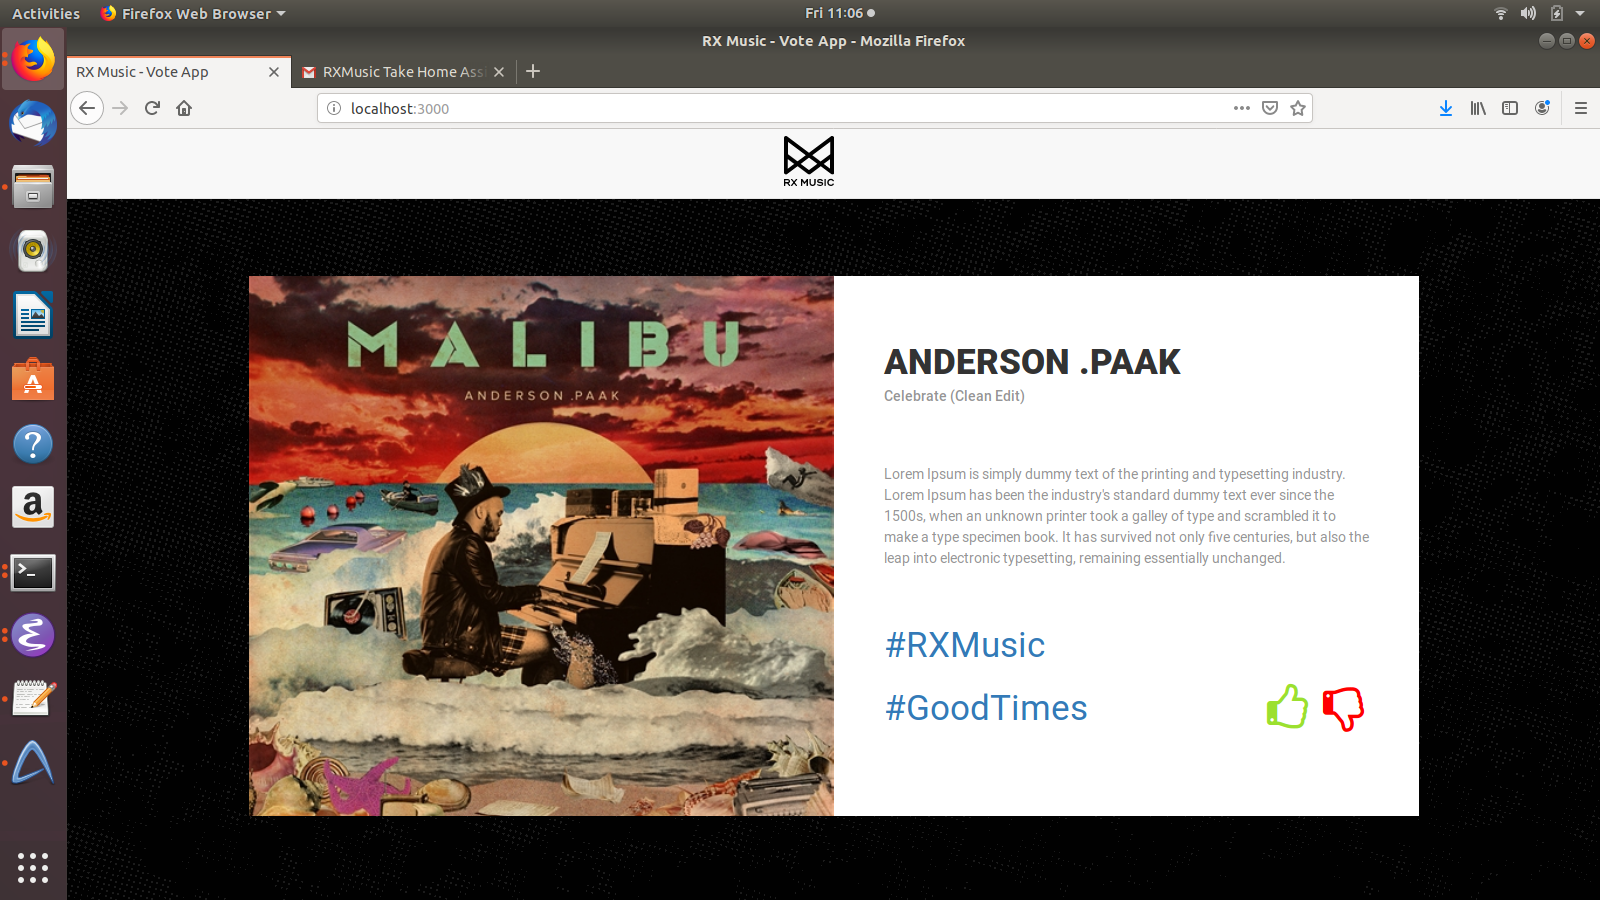 Activities
Firefox Web Browser
Fri 11:06
RX Music - Vote App - Mozilla Firefox
RX Music - Vote App
RXMusic Take Home Ass
localhost:3000
RX MUSIC
MALIBU
ANDERSON .PAAK
ANDERSON .PAAK
Celebrate (Clean Edit)
Lorem Ipsum is simply dummy text of the printing and typesetting industry.
Lorem Ipsum has been the industry's standard dummy text ever since the
1500s, when an unknown printer took a galley of type and scrambled it to
make a type specimen book. It has survived not only five centuries, but also the
leap into electronic typesetting, remaining essentially unchanged.
#RXMusic
#GoodTimes